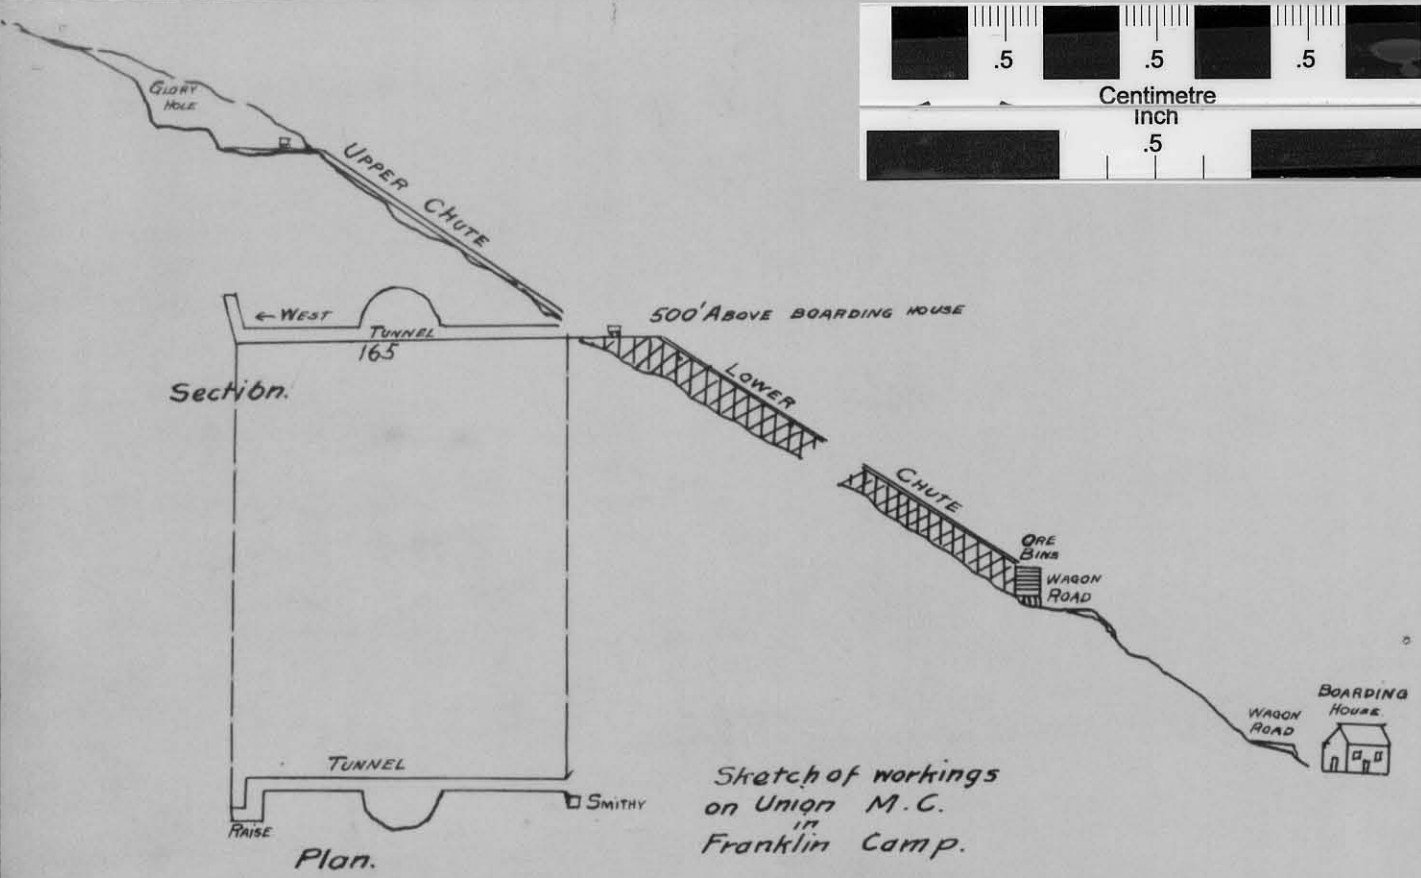 .5 .5 .5
Centimetre
Inch
.5
GLORY
HOLE
UPPER CHUTE
← WEST
TUNNEL
165
500' ABOVE BOARDING HOUSE
Section.
LOWER
CHUTE
ORE
BINS
WAGON
ROAD
BOARDING
HOUSE
WAGON
ROAD
TUNNEL
SMITHY
RAISE
Plan.
Sketch of workings
on Union M.C.
in
Franklin Camp.